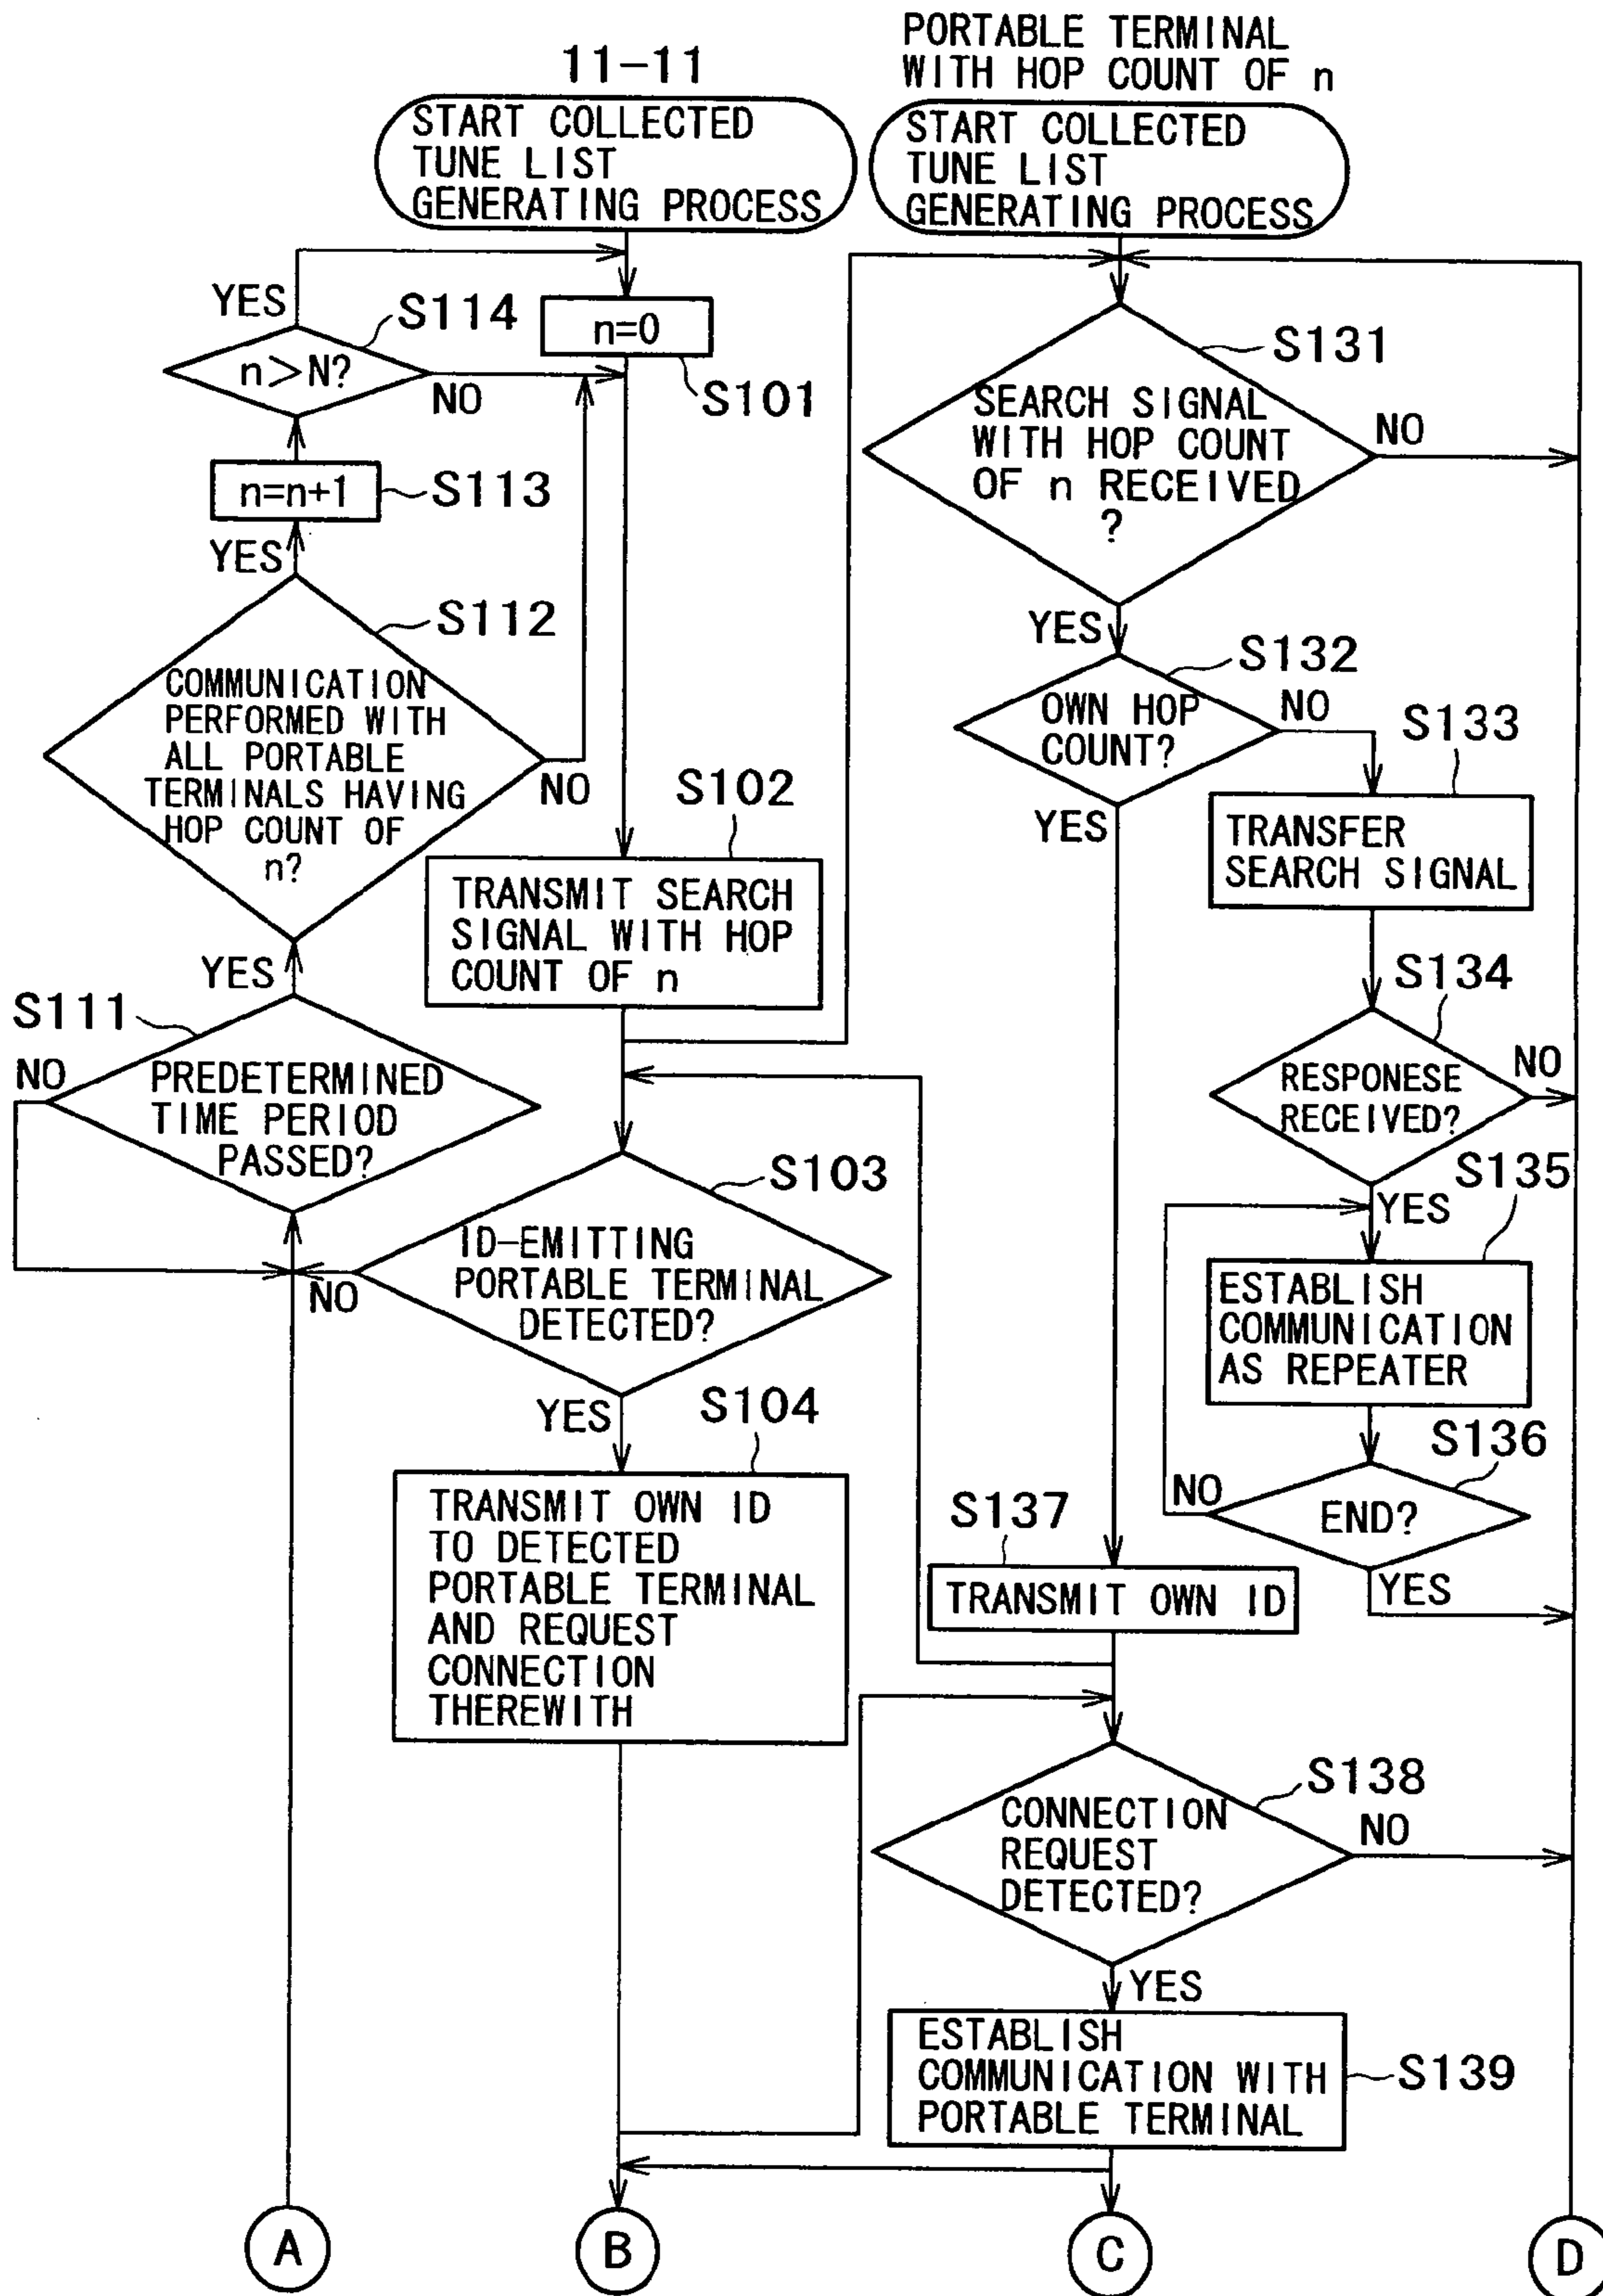 11-11
START COLLECTED
TUNE LIST
GENERATING PROCESS
PORTABLE TERMINAL
WITH HOP COUNT OF n
START COLLECTED
TUNE LIST
GENERATING PROCESS
YES
S114
n>N?
NO
n=0
S101
n=n+1
S113
YES
S112
COMMUNICATION
PERFORMED WITH
ALL PORTABLE
TERMINALS HAVING
HOP COUNT OF
n?
NO
YES
S111
NO
PREDETERMINED
TIME PERIOD
PASSED?
S102
TRANSMIT SEARCH
SIGNAL WITH HOP
COUNT OF n
S103
ID-EMITTING
PORTABLE TERMINAL
DETECTED?
NO
YES
S104
TRANSMIT OWN ID
TO DETECTED
PORTABLE TERMINAL
AND REQUEST
CONNECTION
THEREWITH
S131
SEARCH SIGNAL
WITH HOP COUNT
OF n RECEIVED
?
NO
YES
S132
OWN HOP
COUNT?
NO
YES
S133
TRANSFER
SEARCH SIGNAL
S134
RESPONESE
RECEIVED?
NO
YES
S135
ESTABLISH
COMMUNICATION
AS REPEATER
S136
END?
NO
YES
S137
TRANSMIT OWN ID
S138
CONNECTION
REQUEST
DETECTED?
NO
YES
ESTABLISH
COMMUNICATION WITH
PORTABLE TERMINAL
S139
A
B
C
D